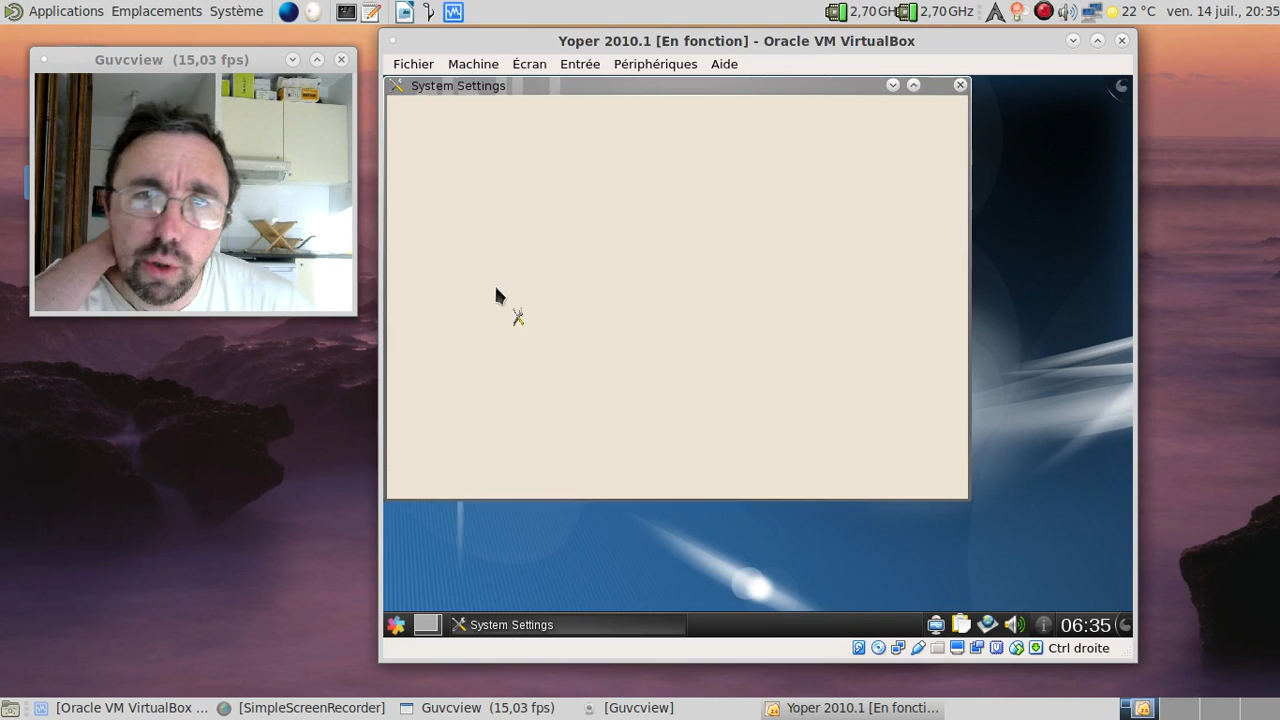 Applications Emplacements Système 2,70 GHz 2,70 GHz 22 °C ven. 14 juil., 20:35
Guvcview (15,03 fps)
Yoper 2010.1 [En fonction] - Oracle VM VirtualBox
Fichier Machine Écran Entrée Périphériques Aide
System Settings
System Settings 06:35
Ctrl droite
[Oracle VM VirtualBox ... [SimpleScreenRecorder] Guvcview (15,03 fps) [Guvcview] Yoper 2010.1 [En foncti...